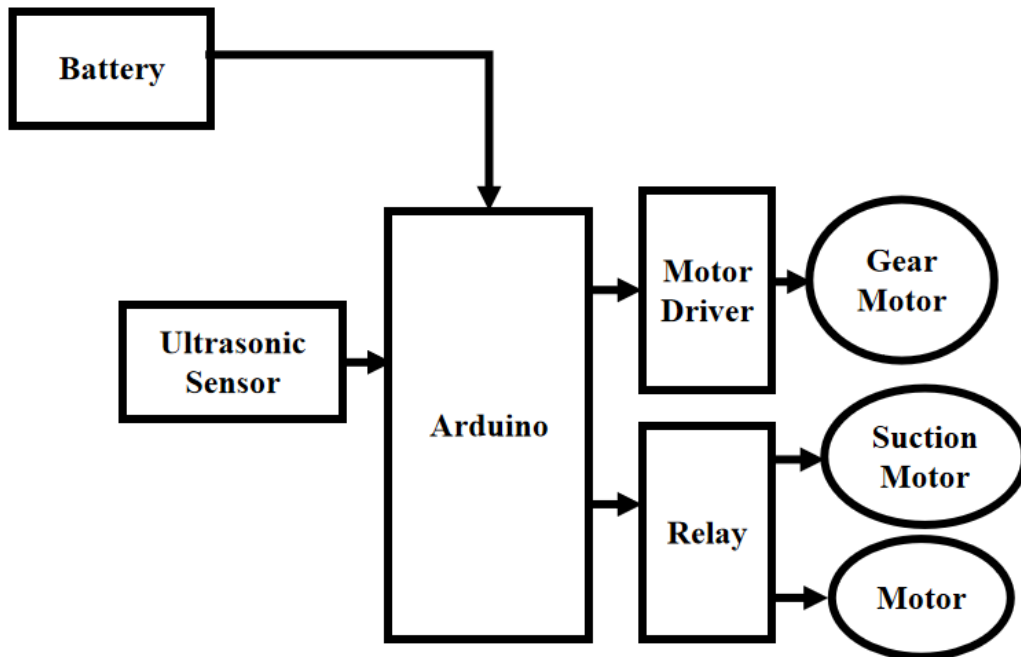 Battery
Ultrasonic
Sensor
Arduino
Motor
Driver
Gear
Motor
Relay
Suction
Motor
Motor